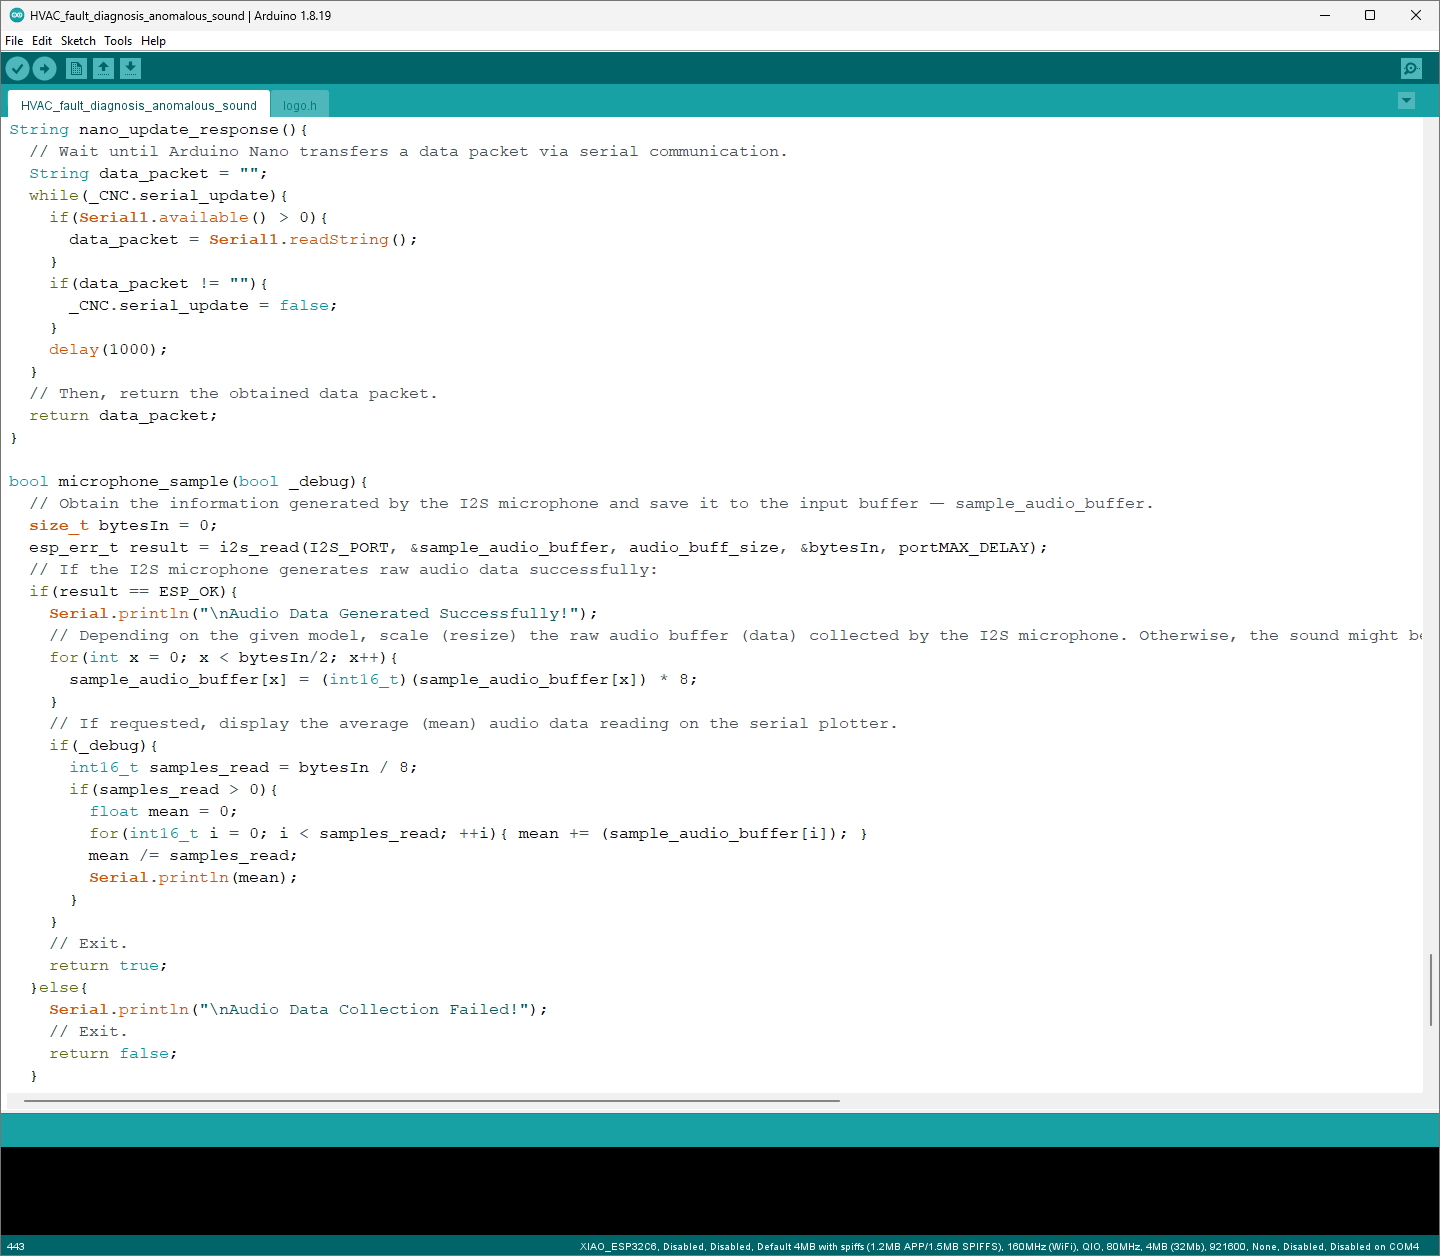 HVAC_fault_diagnosis_anomalous_sound | Arduino 1.8.19
File Edit Sketch Tools Help
HVAC_fault_diagnosis_anomalous_sound logo.h
String nano_update_response(){
  // Wait until Arduino Nano transfers a data packet via serial communication.
  String data_packet = "";
  while(_CNC.serial_update){
    if(Serial1.available() > 0){
      data_packet = Serial1.readString();
    }
    if(data_packet != ""){
      _CNC.serial_update = false;
    }
    delay(1000);
  }
  // Then, return the obtained data packet.
  return data_packet;
}
bool microphone_sample(bool _debug){
  // Obtain the information generated by the I2S microphone and save it to the input buffer — sample_audio_buffer.
  size_t bytesIn = 0;
  esp_err_t result = i2s_read(I2S_PORT, &sample_audio_buffer, audio_buff_size, &bytesIn, portMAX_DELAY);
  // If the I2S microphone generates raw audio data successfully:
  if(result == ESP_OK){
    Serial.println("\nAudio Data Generated Successfully!");
    // Depending on the given model, scale (resize) the raw audio buffer (data) collected by the I2S microphone. Otherwise, the sound might be
    for(int x = 0; x < bytesIn/2; x++){
      sample_audio_buffer[x] = (int16_t)(sample_audio_buffer[x]) * 8;
    }
    // If requested, display the average (mean) audio data reading on the serial plotter.
    if(_debug){
      int16_t samples_read = bytesIn / 8;
      if(samples_read > 0){
        float mean = 0;
        for(int16_t i = 0; i < samples_read; ++i){ mean += (sample_audio_buffer[i]); }
        mean /= samples_read;
        Serial.println(mean);
      }
    }
    // Exit.
    return true;
  }else{
    Serial.println("\nAudio Data Collection Failed!");
    // Exit.
    return false;
  }
443 XIAO_ESP32C6, Disabled, Disabled, Default 4MB with spiffs (1.2MB APP/1.5MB SPIFFS), 160MHz (WiFi), QIO, 80MHz, 4MB (32Mb), 921600, None, Disabled, Disabled on COM4